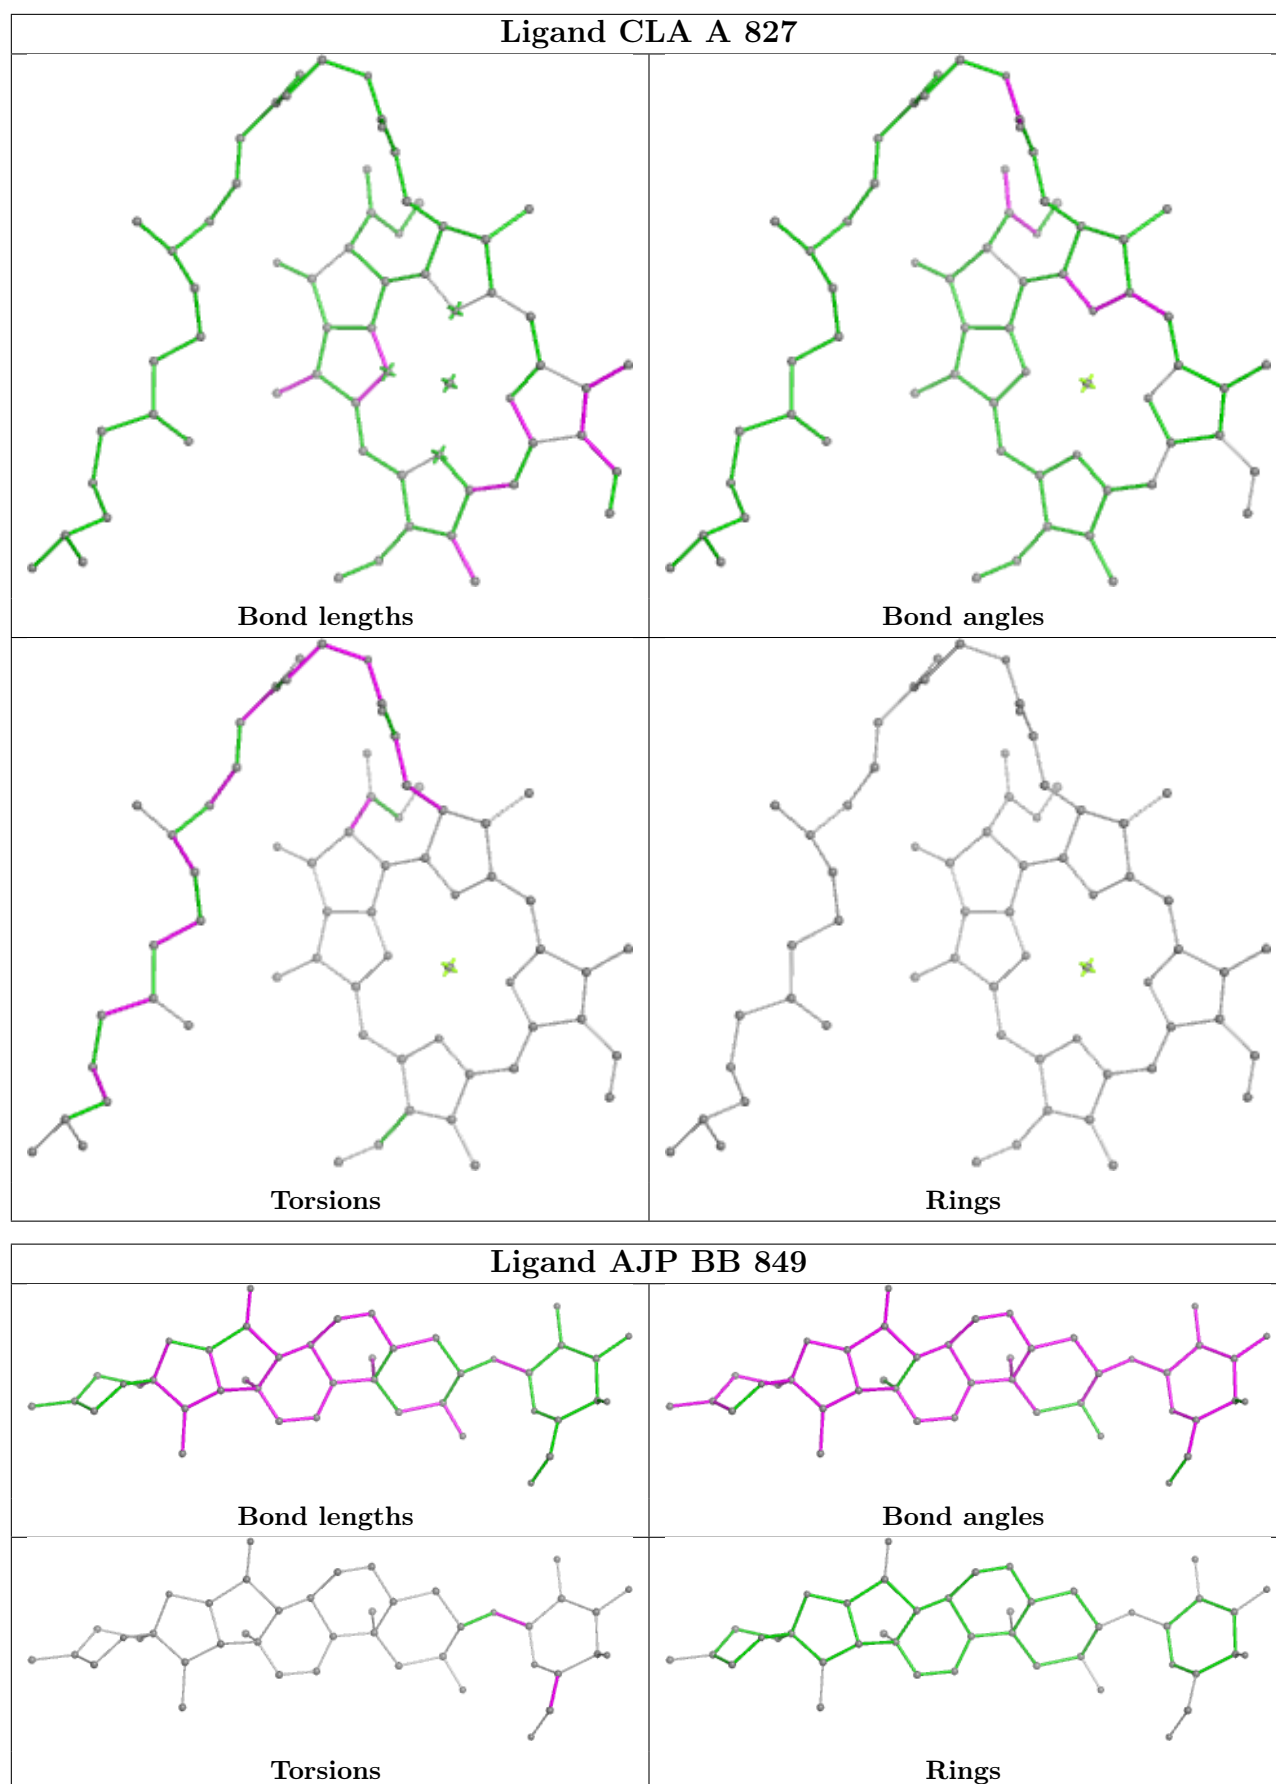 Ligand CLA A 827
Bond lengths
Bond angles
Torsions
Rings
Ligand AJP BB 849
Bond lengths
Bond angles
Torsions
Rings